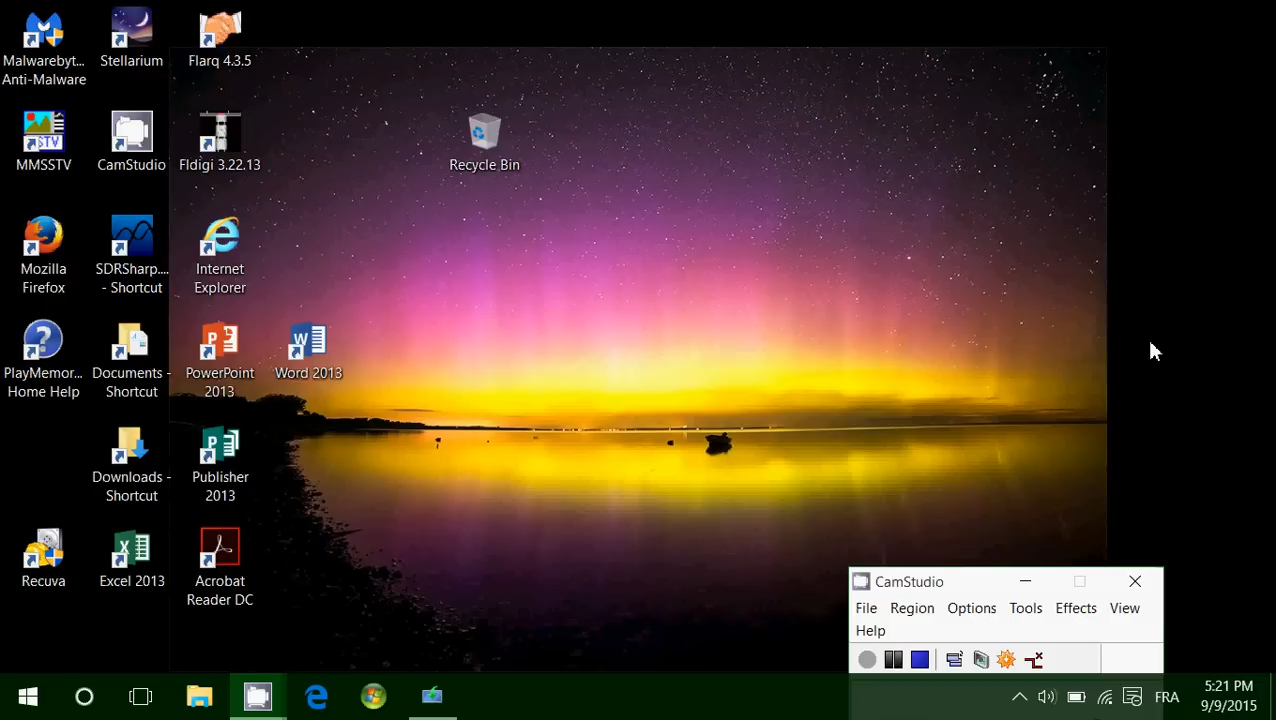 Malwarebyt...
Anti-Malware
Stellarium
Flarq 4.3.5
MMSSTV
CamStudio
Fldigi 3.22.13
Recycle Bin
Mozilla
Firefox
SDRSharp....
- Shortcut
Internet
Explorer
PlayMemor...
Home Help
Documents -
Shortcut
PowerPoint
2013
Word 2013
Downloads -
Shortcut
Publisher
2013
Recuva
Excel 2013
Acrobat
Reader DC
CamStudio
File Region Options Tools Effects View
Help
FRA
5:21 PM
9/9/2015